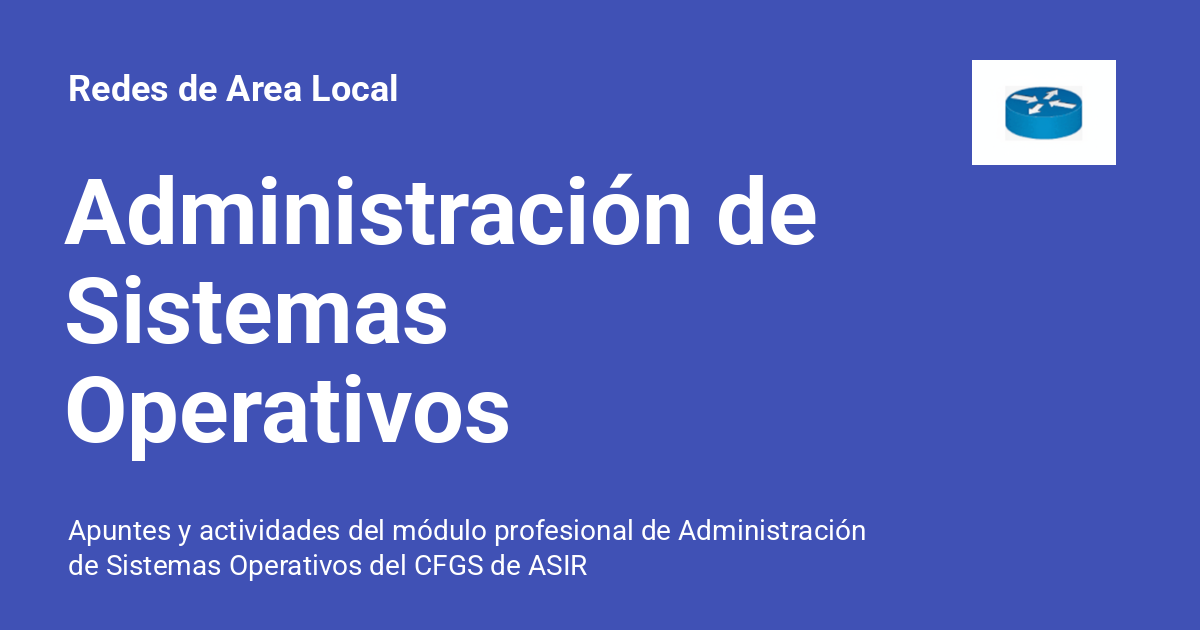 Redes de Area Local
Administración de
Sistemas
Operativos
Apuntes y actividades del módulo profesional de Administración
de Sistemas Operativos del CFGS de ASIR